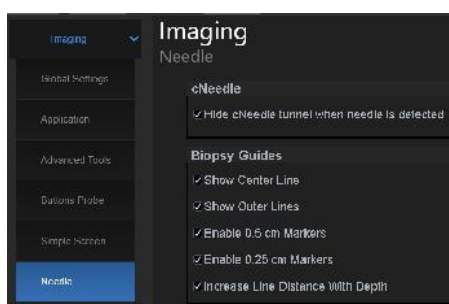 Imaging
Global Settings
Application
Advanced Tools
Buttons Probe
Simple Screen
Needle
Imaging
Needle
cNeedle
Hide cNeedle tunnel when needle is detected
Biopsy Guides
Show Center Line
Show Outer Lines
Enable 0.5 cm Markers
Enable 0.25 cm Markers
Increase Line Distance With Depth